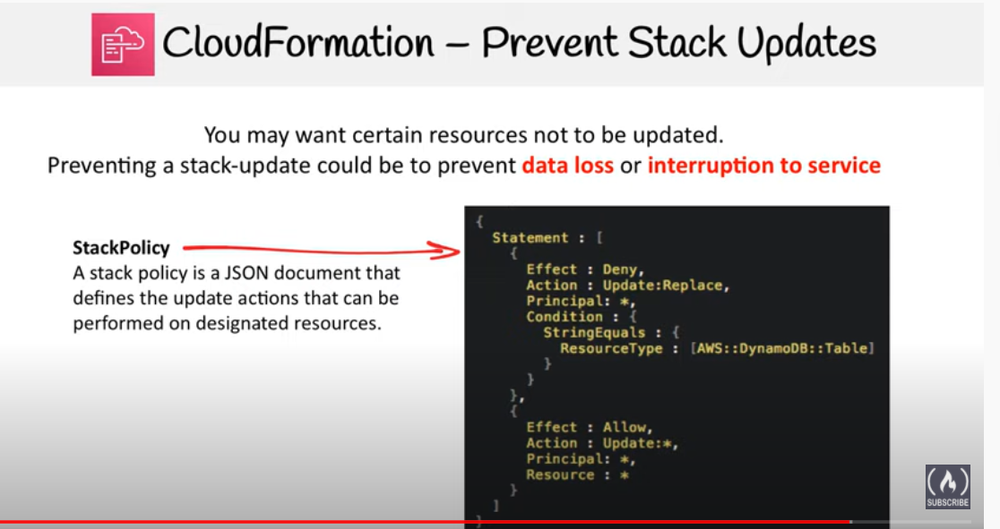 CloudFormation – Prevent Stack Updates
You may want certain resources not to be updated.
Preventing a stack-update could be to prevent data loss or interruption to service
StackPolicy
A stack policy is a JSON document that
defines the update actions that can be
performed on designated resources.
{
Statement : [
{
Effect : Deny,
Action : Update:Replace,
Principal: *,
Condition : {
StringEquals : {
ResourceType : [AWS::DynamoDB::Table]
}
}
},
{
Effect : Allow,
Action : Update:*,
Principal: *,
Resource : *
}
]
}
SUBSCRIBE